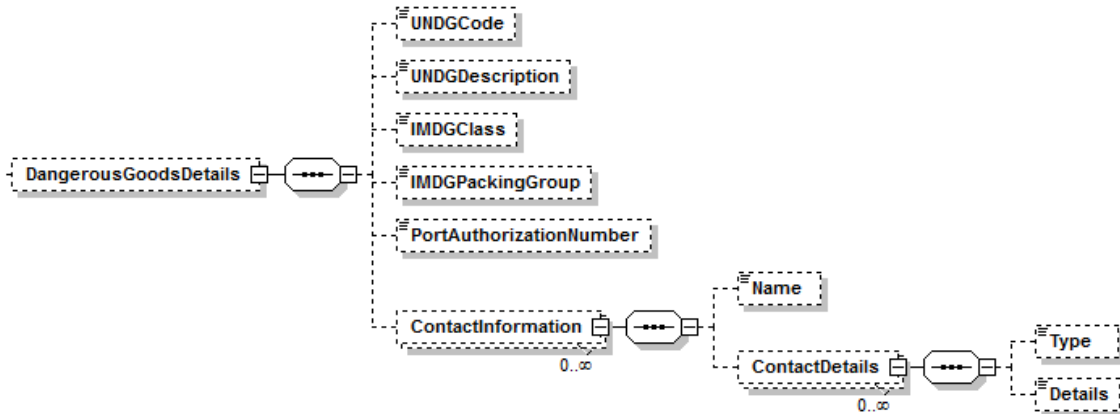 UNDGCode
UNDGDescription
IMDGClass
DangerousGoodsDetails
IMDGPackingGroup
PortAuthorizationNumber
Name
ContactInformation
0..∞
Type
ContactDetails
0..∞
Details